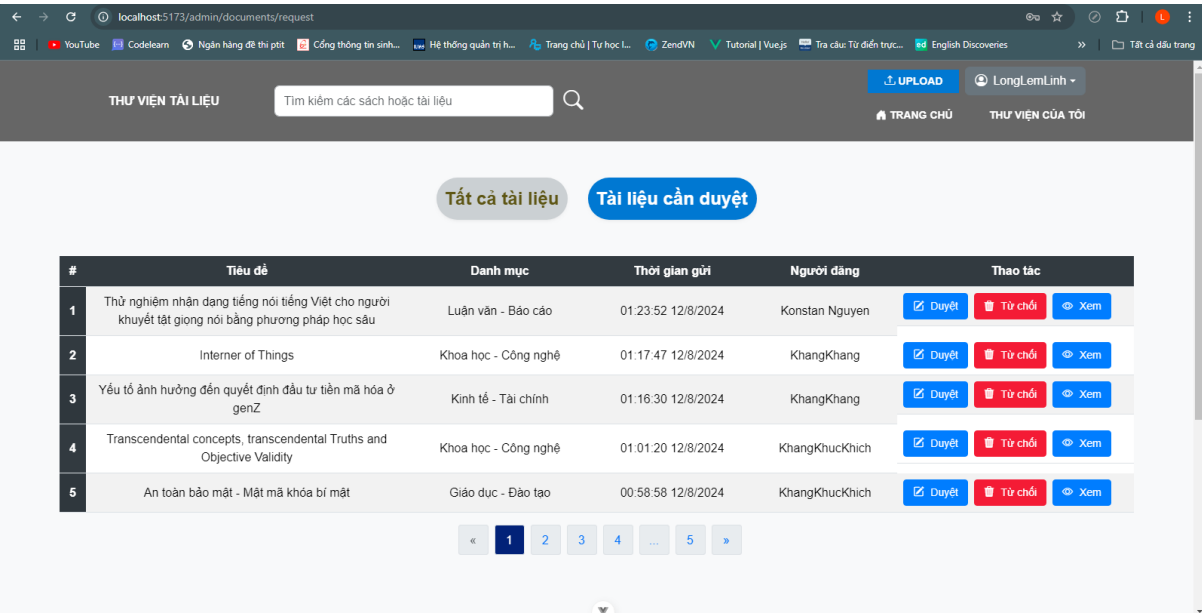 localhost:5173/admin/documents/request
YouTube Codelearn Ngân hàng đề thi ptit Cổng thông tin sinh... Hệ thống quản trị h... Trang chủ | Tự học l... ZendVN Tutorial | Vue.js Tra câu: Từ điển trực... English Discoveries » Tất cả dấu trang
THƯ VIỆN TÀI LIỆU
Tìm kiếm các sách hoặc tài liệu
UPLOAD LongLemLinh
TRANG CHỦ THƯ VIỆN CỦA TÔI
Tất cả tài liệu Tài liệu cần duyệt
# Tiêu đề Danh mục Thời gian gửi Người đăng Thao tác
1 Thử nghiệm nhận dạng tiếng nói tiếng Việt cho người
khuyết tật giọng nói bằng phương pháp học sâu
Luận văn - Báo cáo 01:23:52 12/8/2024 Konstan Nguyen Duyệt Từ chối Xem
2 Interner of Things Khoa học - Công nghệ 01:17:47 12/8/2024 KhangKhang Duyệt Từ chối Xem
3 Yếu tố ảnh hưởng đến quyết định đầu tư tiền mã hóa ở
genZ
Kinh tế - Tài chính 01:16:30 12/8/2024 KhangKhang Duyệt Từ chối Xem
4 Transcendental concepts, transcendental Truths and
Objective Validity
Khoa học - Công nghệ 01:01:20 12/8/2024 KhangKhucKhich Duyệt Từ chối Xem
5 An toàn bảo mật - Mật mã khóa bí mật Giáo dục - Đào tạo 00:58:58 12/8/2024 KhangKhucKhich Duyệt Từ chối Xem
« 1 2 3 4 ... 5 »